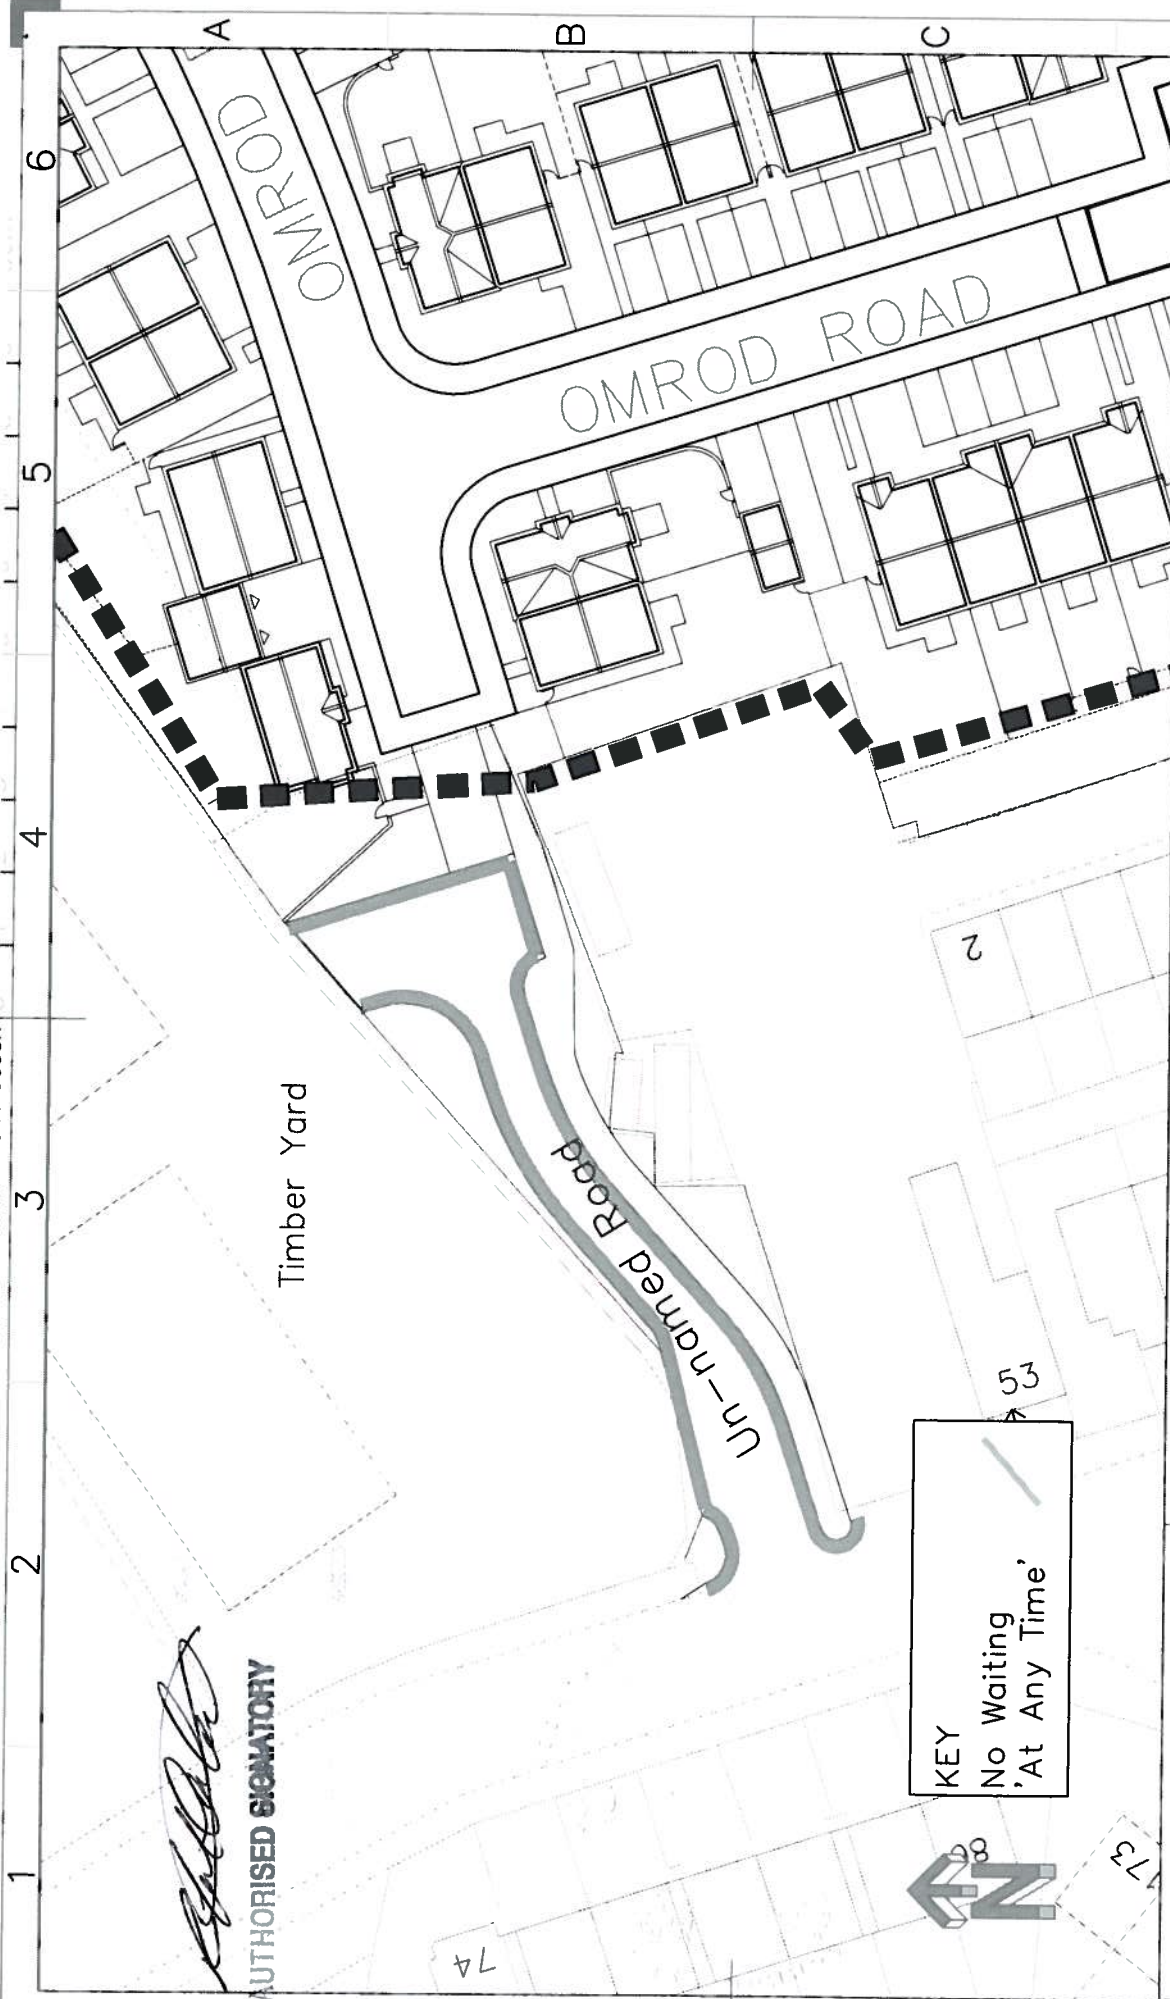 1
2
3
4
5
6
A
B
C
OMROD
OMROD ROAD
Timber Yard
Un-named Road
2
53
74
73
AUTHORISED SIGNATORY
KEY
No Waiting
'At Any Time'
N